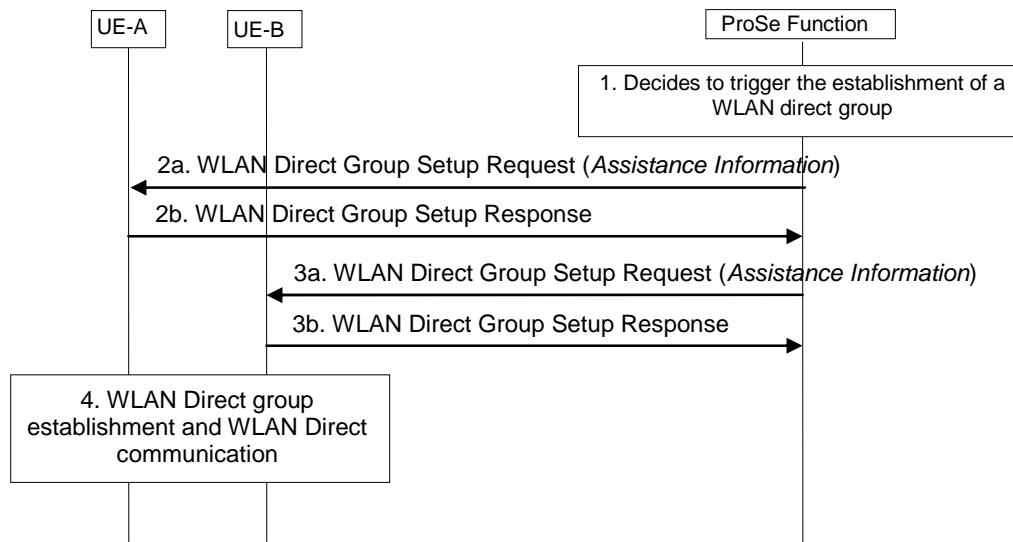 UE-A
UE-B
ProSe Function
1. Decides to trigger the establishment of a
WLAN direct group
2a. WLAN Direct Group Setup Request (Assistance Information)
2b. WLAN Direct Group Setup Response
3a. WLAN Direct Group Setup Request (Assistance Information)
3b. WLAN Direct Group Setup Response
4. WLAN Direct group
establishment and WLAN Direct
communication